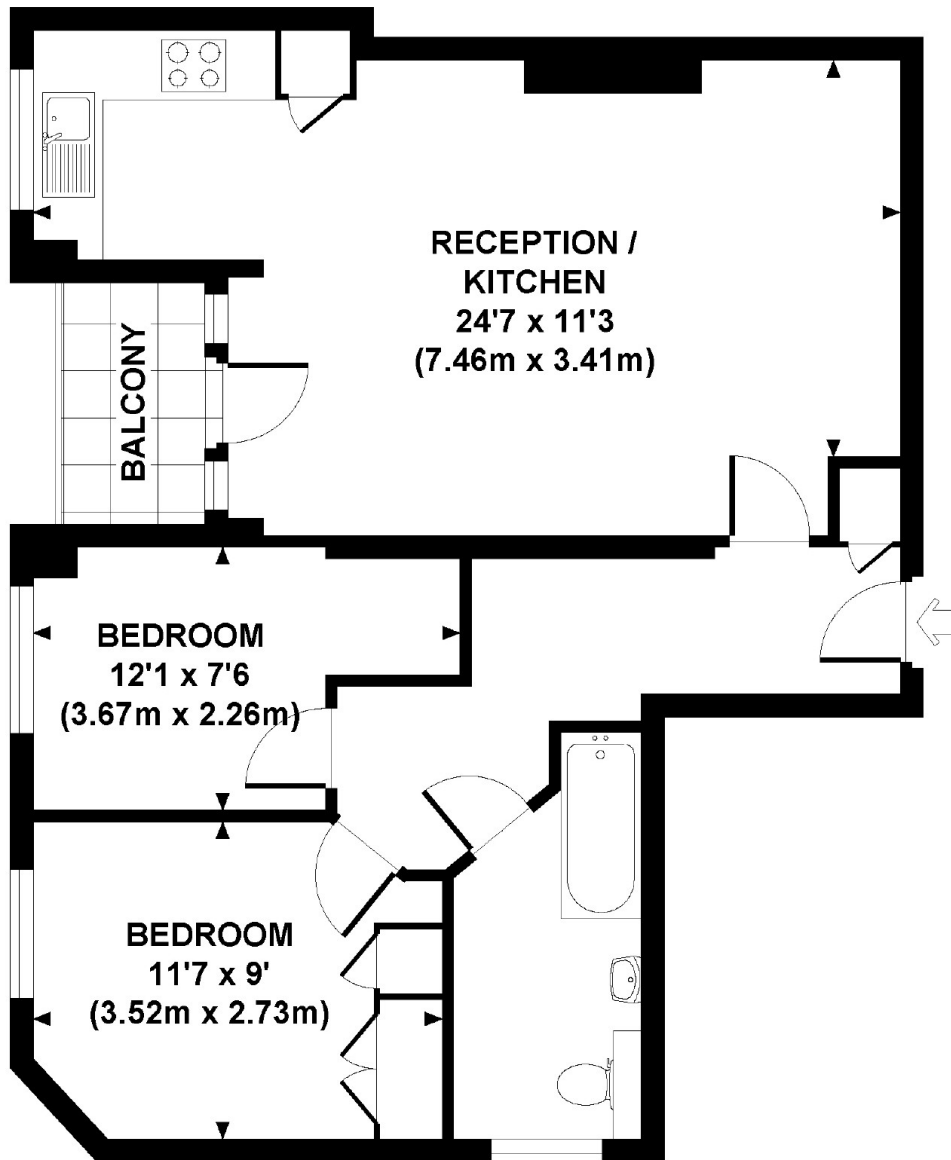 RECEPTION /
KITCHEN
24'7 x 11'3
(7.46m x 3.41m)
BALCONY
BEDROOM
12'1 x 7'6
(3.67m x 2.26m)
BEDROOM
11'7 x 9'
(3.52m x 2.73m)